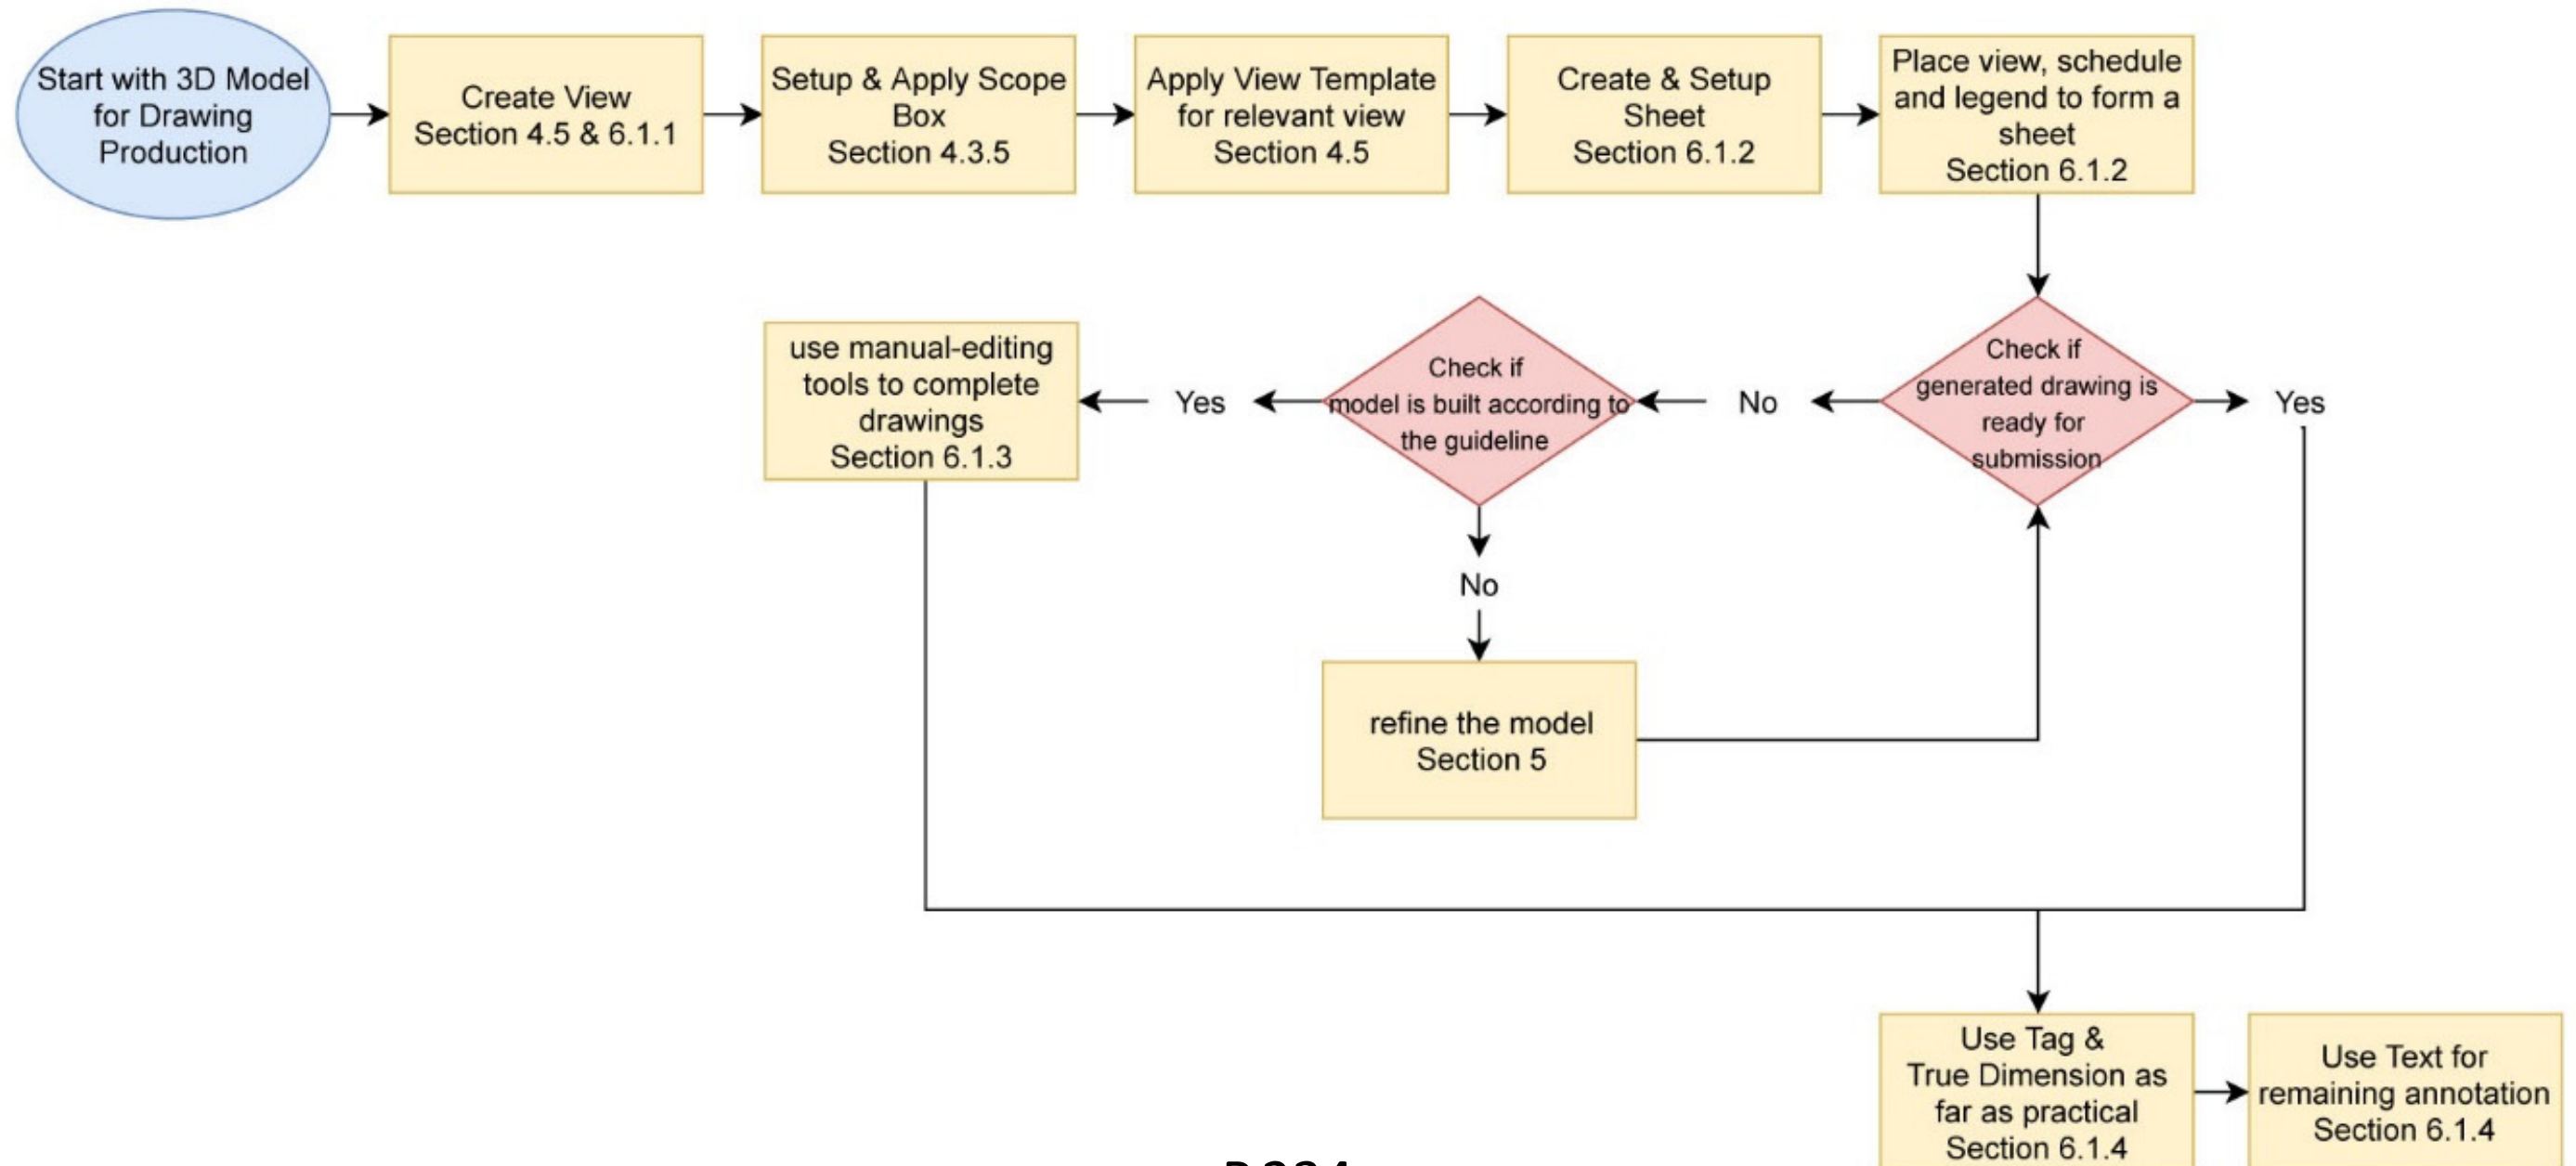 Start with 3D Model
for Drawing
Production
Create View
Section 4.5 & 6.1.1
Setup & Apply Scope
Box
Section 4.3.5
Apply View Template
for relevant view
Section 4.5
Create & Setup
Sheet
Section 6.1.2
Place view, schedule
and legend to form a
sheet
Section 6.1.2
use manual-editing
tools to complete
drawings
Section 6.1.3
Yes
Check if
model is built according to
the guideline
No
Check if
generated drawing is
ready for
submission
Yes
No
refine the model
Section 5
Use Tag &
True Dimension as
far as practical
Section 6.1.4
Use Text for
remaining annotation
Section 6.1.4